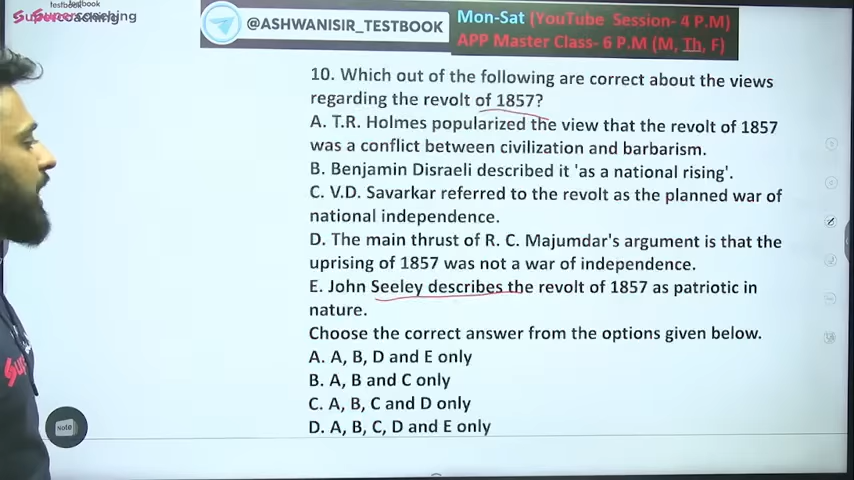 testbook testbook
Supercoaching
@ASHWANISIR_TESTBOOK
Mon-Sat (YouTube Session- 4 P.M)
APP Master Class- 6 P.M (M, Th, F)
10. Which out of the following are correct about the views
regarding the revolt of 1857?
A. T.R. Holmes popularized the view that the revolt of 1857
was a conflict between civilization and barbarism.
B. Benjamin Disraeli described it 'as a national rising'.
C. V.D. Savarkar referred to the revolt as the planned war of
national independence.
D. The main thrust of R. C. Majumdar's argument is that the
uprising of 1857 was not a war of independence.
E. John Seeley describes the revolt of 1857 as patriotic in
nature.
Choose the correct answer from the options given below.
A. A, B, D and E only
B. A, B and C only
C. A, B, C and D only
D. A, B, C, D and E only
Note